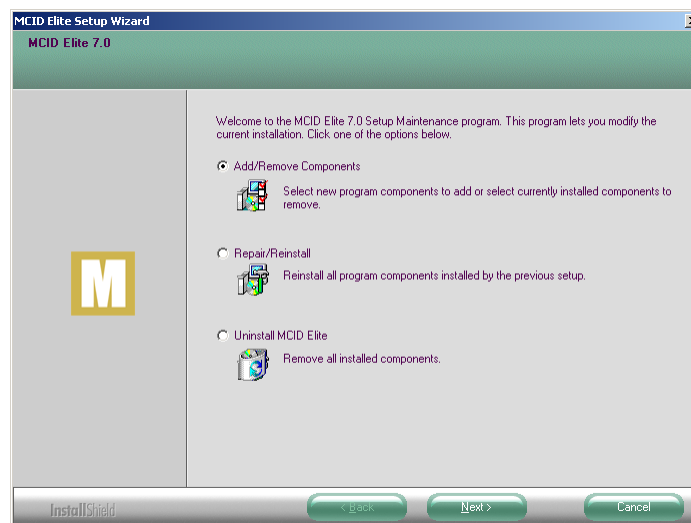 MCID Elite Setup Wizard
MCID Elite 7.0
Welcome to the MCID Elite 7.0 Setup Maintenance program. This program lets you modify the
current installation. Click one of the options below.
Add/Remove Components
Select new program components to add or select currently installed components to
remove.
Repair/Reinstall
Reinstall all program components installed by the previous setup.
M
Uninstall MCID Elite
Remove all installed components.
InstallShield
< Back
Next >
Cancel